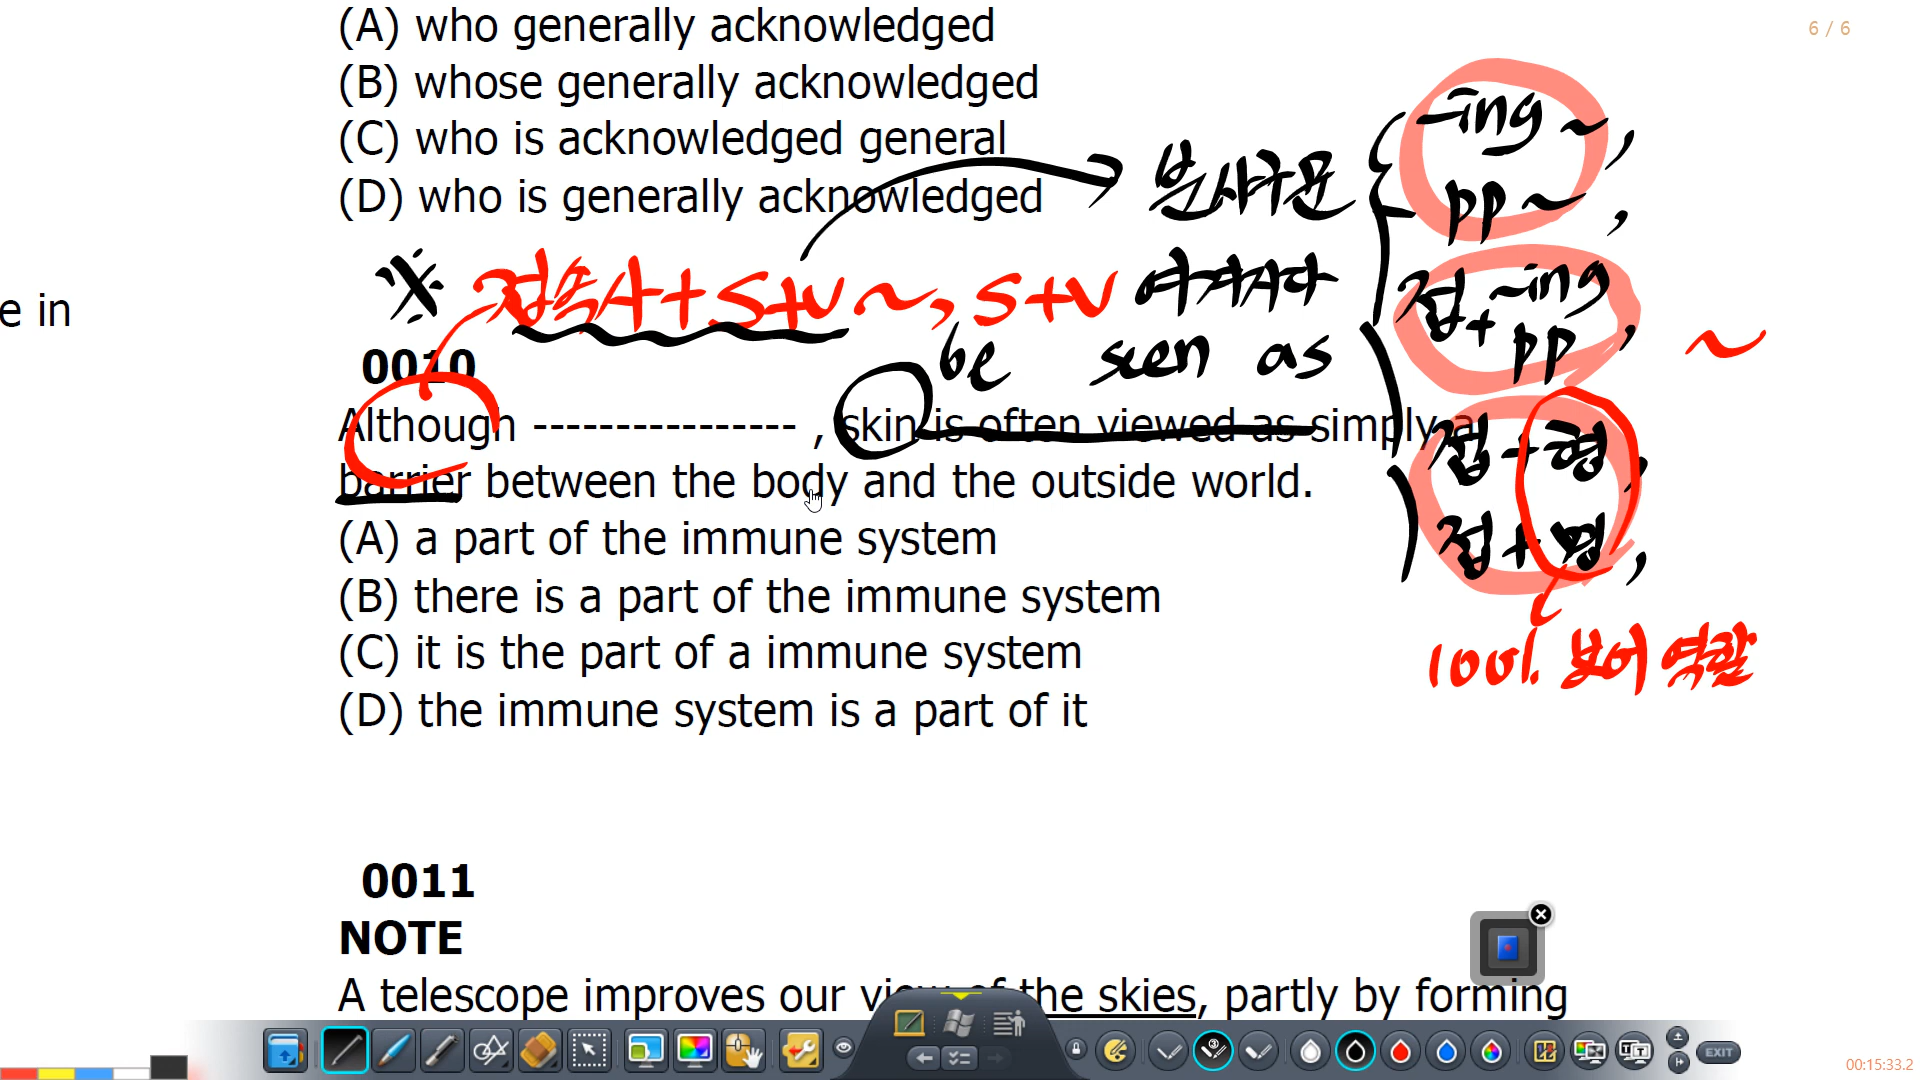 (A) who generally acknowledged
6 / 6
(B) whose generally acknowledged
(C) who is acknowledged general
(D) who is generally acknowledged
분사구문
-ing ~,
pp ~,
※ 접속사 + S+V ~, S+V 여기서다
접+ ~ing
pp,
~
e in
0010
be seen as
Although ---------------- , skin is often viewed as simply a
barrier between the body and the outside world.
접+형,
접+명,
(A) a part of the immune system
(B) there is a part of the immune system
(C) it is the part of a immune system
100% 보어 역할
(D) the immune system is a part of it
0011
NOTE
A telescope improves our view of the skies, partly by forming
EXIT
00:15:33.2